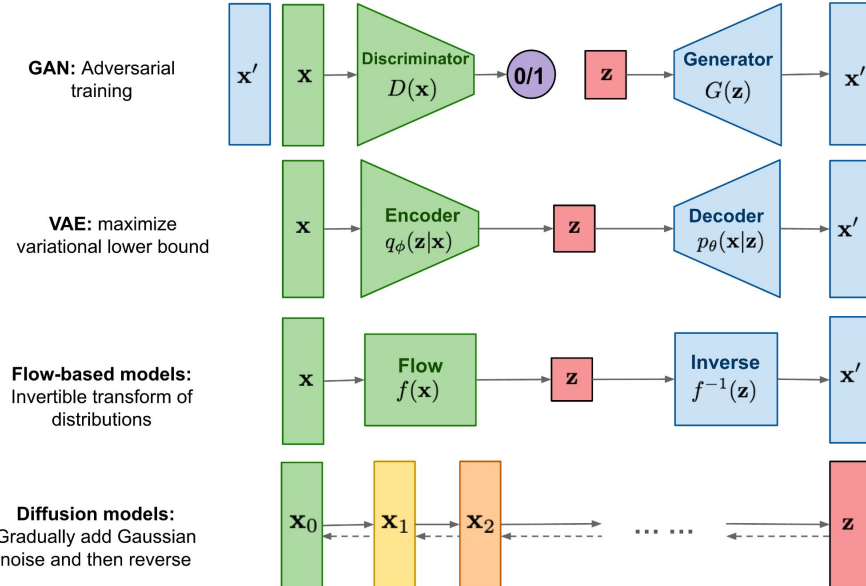 GAN: Adversarial
training
x′
x
Discriminator
D(x)
0/1
z
Generator
G(z)
x′
VAE: maximize
variational lower bound
x
Encoder
qϕ(z|x)
z
Decoder
pθ(x|z)
x′
Flow-based models:
Invertible transform of
distributions
x
Flow
f(x)
z
Inverse
f⁻¹(z)
x′
Diffusion models:
Gradually add Gaussian
noise and then reverse
x₀
x₁
x₂
... ...
z